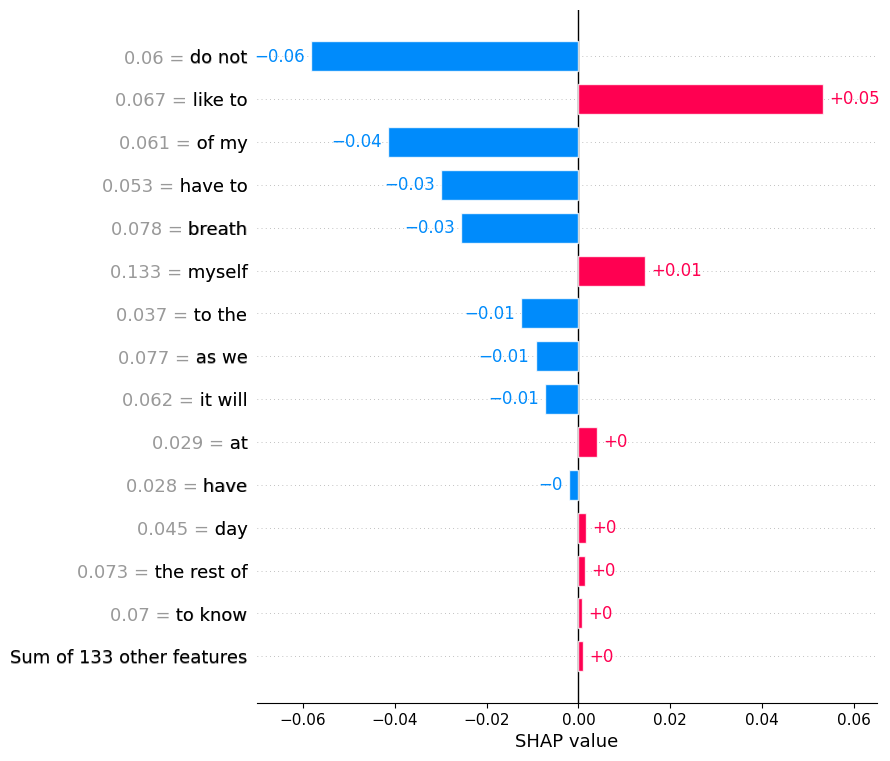 0.06 = do not −0.06
0.067 = like to +0.05
0.061 = of my −0.04
0.053 = have to −0.03
0.078 = breath −0.03
0.133 = myself +0.01
0.037 = to the −0.01
0.077 = as we −0.01
0.062 = it will −0.01
0.029 = at +0
0.028 = have −0
0.045 = day +0
0.073 = the rest of +0
0.07 = to know +0
Sum of 133 other features +0
−0.06 −0.04 −0.02 0.00 0.02 0.04 0.06
SHAP value